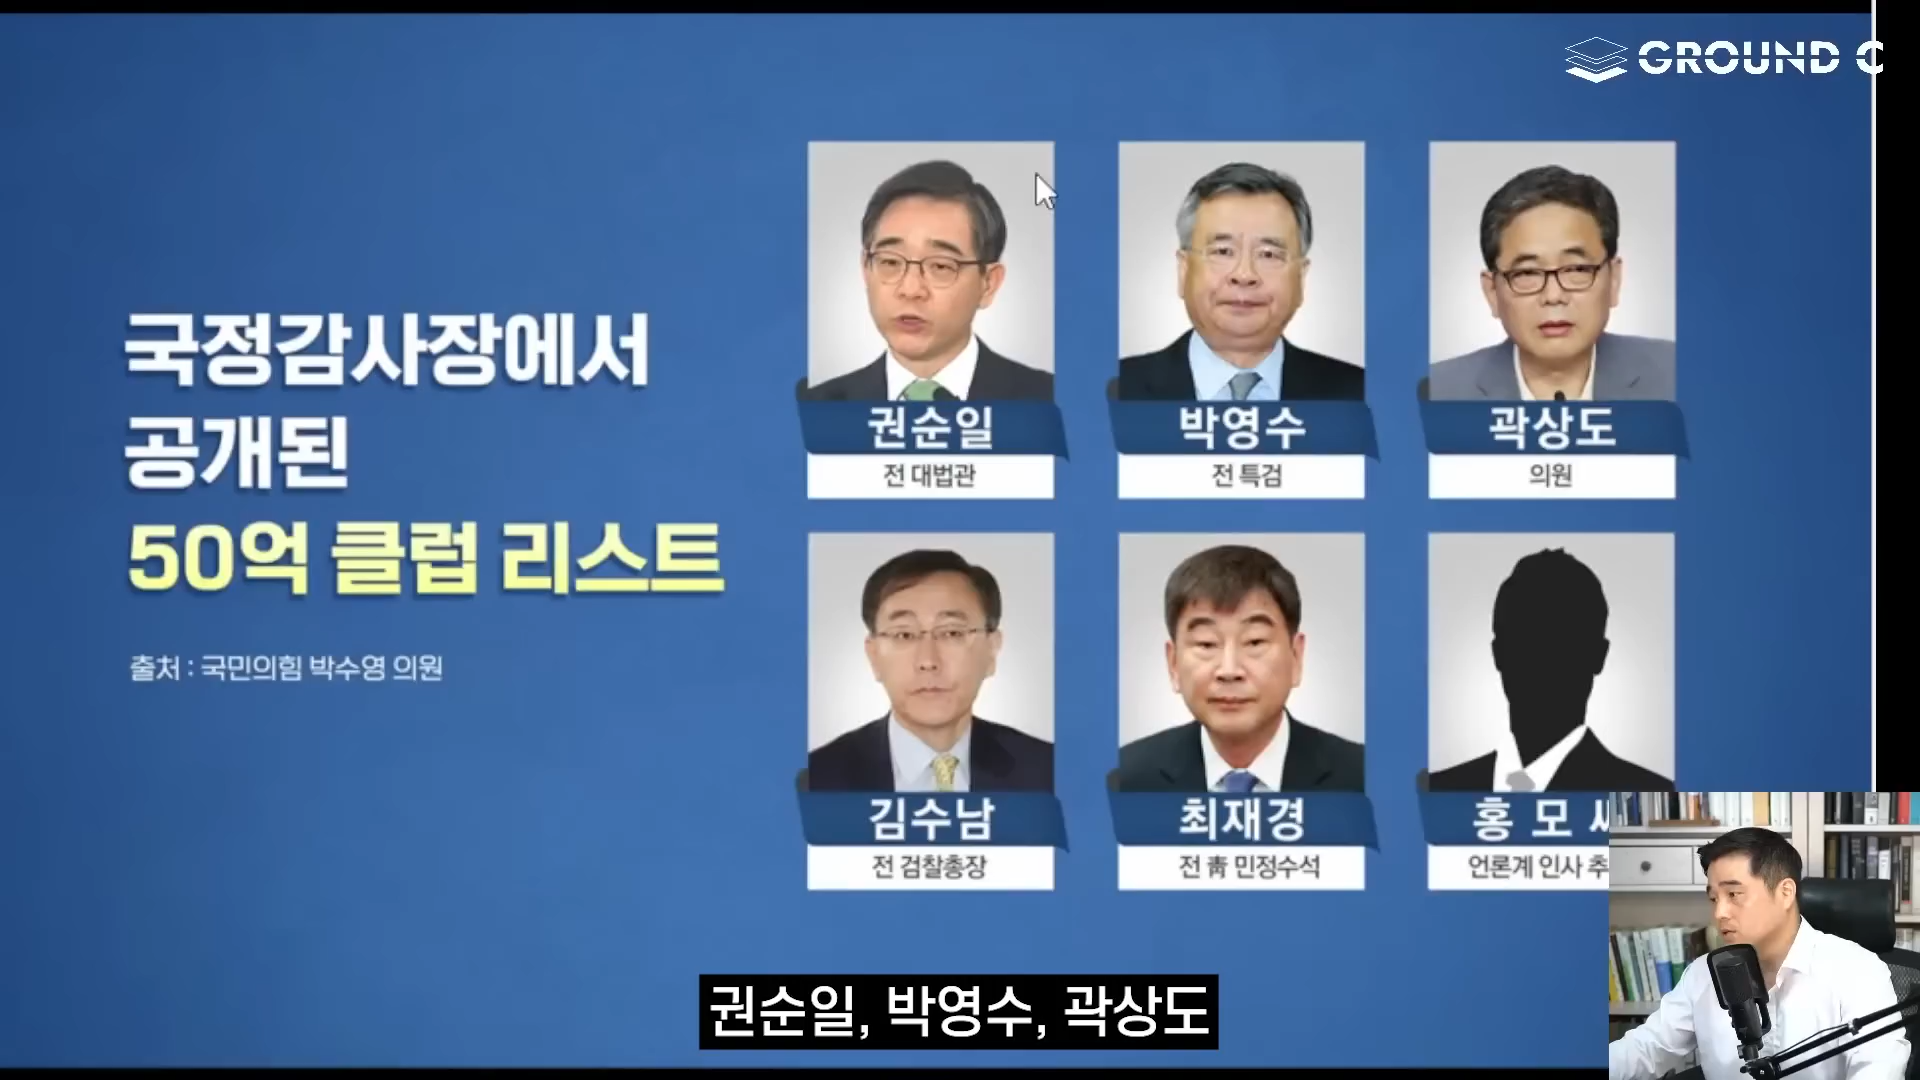 GROUND C
국정감사장에서
공개된
50억 클럽 리스트
출처 : 국민의힘 박수영 의원
권순일
전 대법관
박영수
전 특검
곽상도
의원
김수남
전 검찰총장
최재경
전 靑 민정수석
홍 모
언론계 인사 추
권순일, 박영수, 곽상도